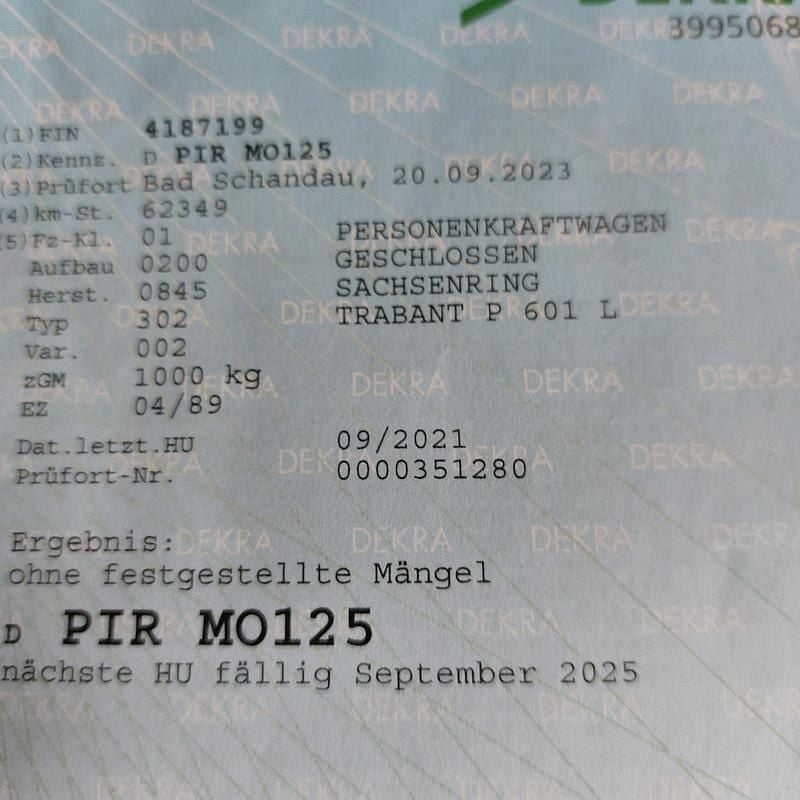 DEKRA
3995068
(1)FIN 4187199
(2)Kennz. D PIR MO125
(3)Prüfort Bad Schandau, 20.09.2023
(4)km-St. 62349
(5)Fz-Kl. 01 PERSONENKRAFTWAGEN
Aufbau 0200 GESCHLOSSEN
Herst. 0845 SACHSENRING
Typ 302 TRABANT P 601 L
Var. 002
zGM 1000 kg
EZ 04/89
Dat.letzt.HU 09/2021
Prüfort-Nr. 0000351280
Ergebnis:
ohne festgestellte Mängel
D PIR MO125
nächste HU fällig September 2025